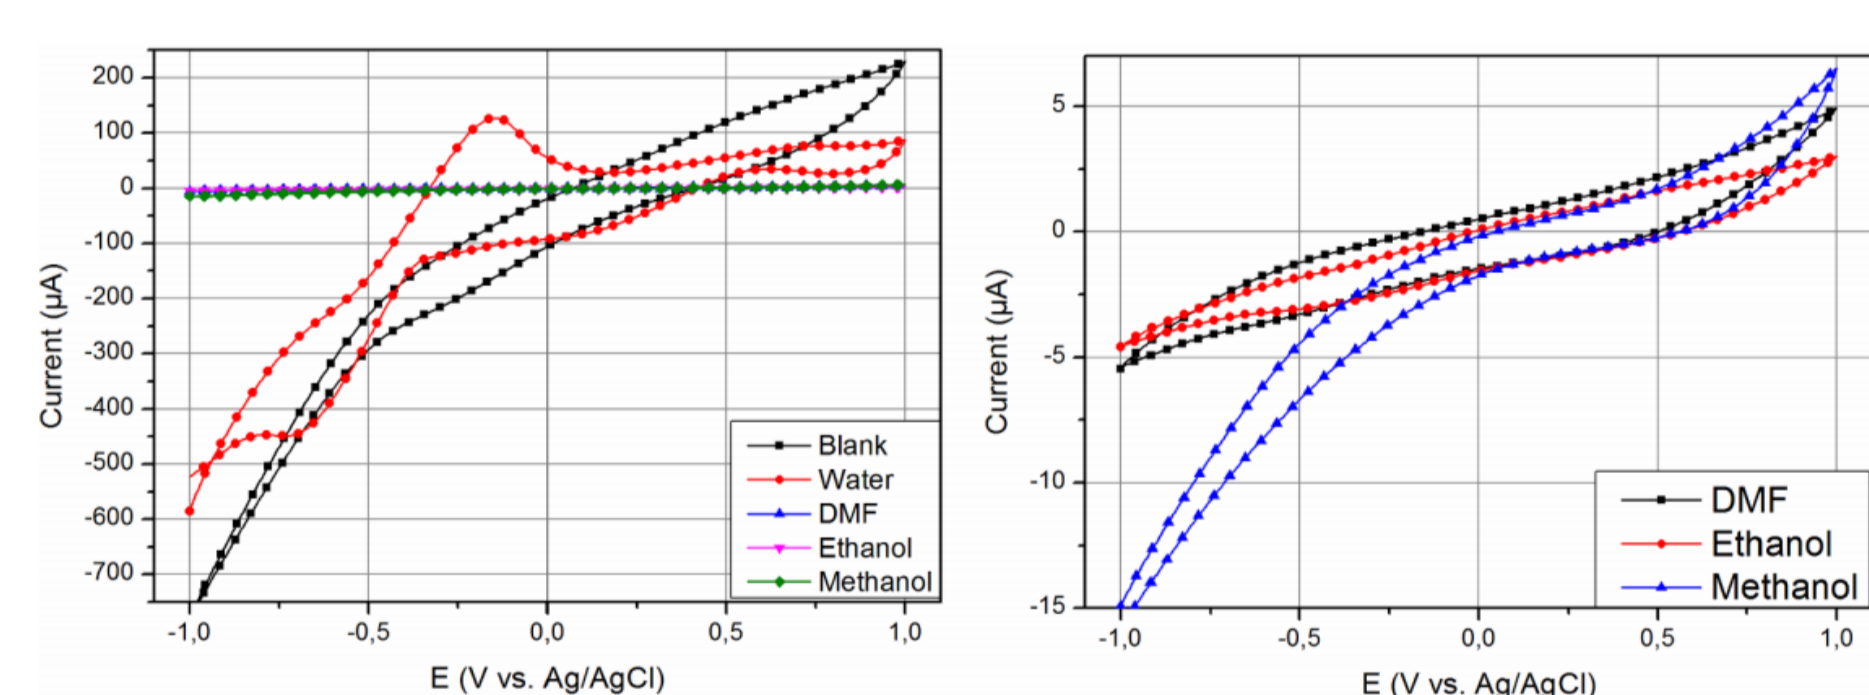 200
100
0
-100
-200
-300
-400
-500
-600
-700
Current (µA)
Blank
Water
DMF
Ethanol
Methanol
-1,0 -0,5 0,0 0,5 1,0
E (V vs. Ag/AgCl)
5
0
-5
-10
-15
Current (µA)
DMF
Ethanol
Methanol
-1,0 -0,5 0,0 0,5 1,0
E (V vs. Ag/AgCl)